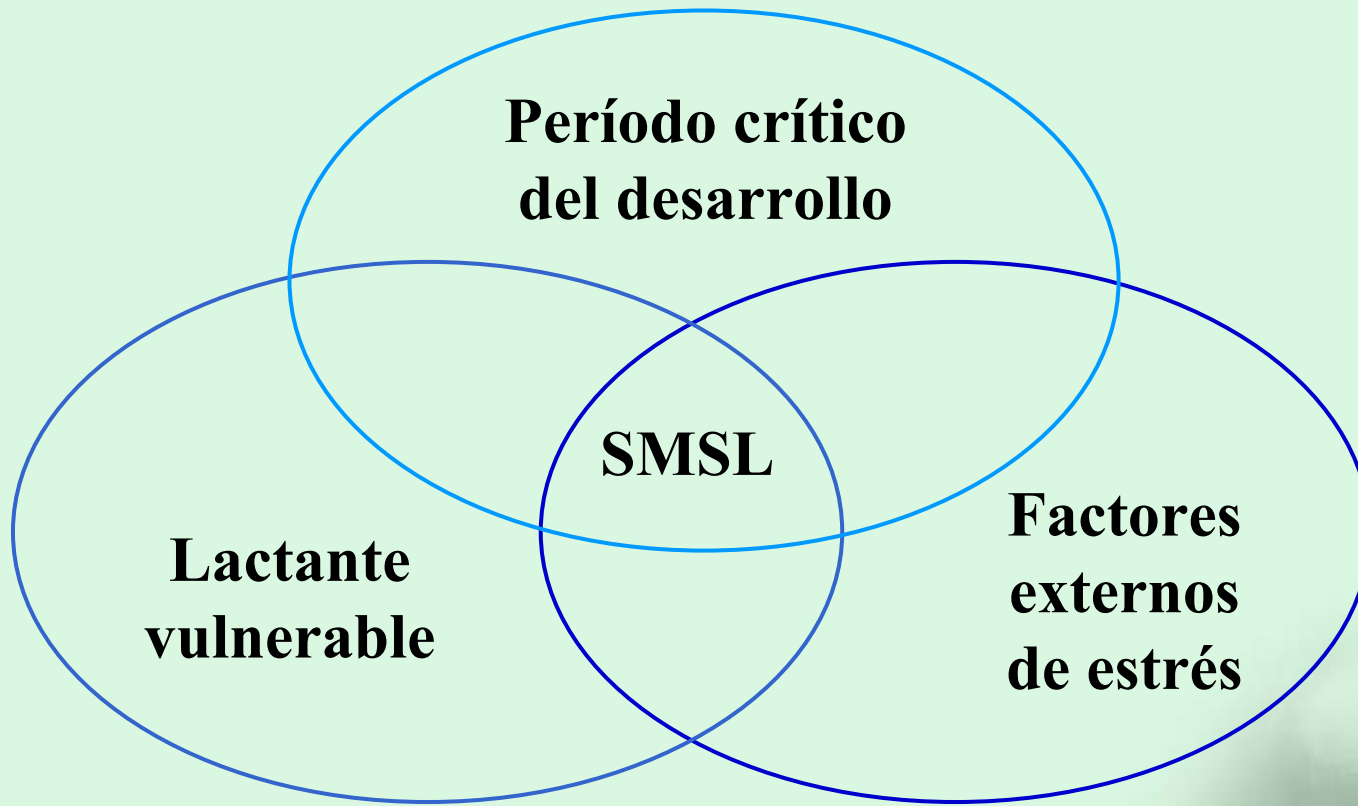 Período crítico
del desarrollo
SMSL
Lactante
vulnerable
Factores
externos
de estrés